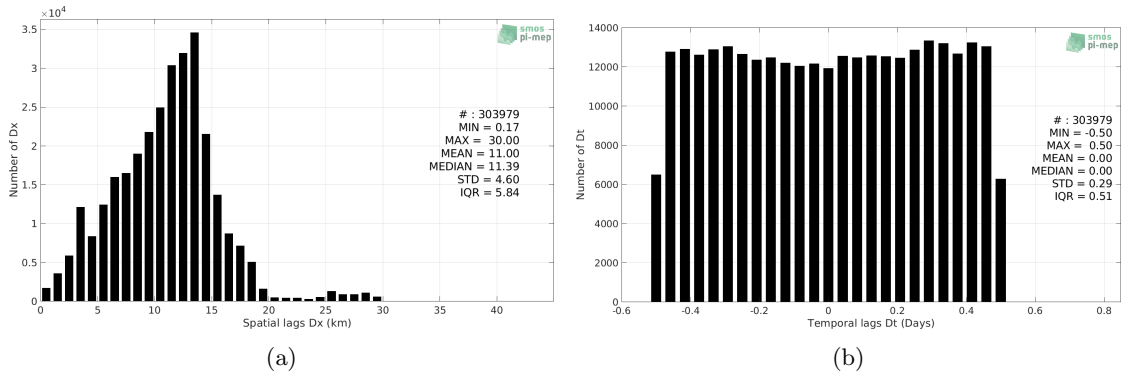 ×10⁴
3.5
3
2.5
2
1.5
1
0.5
0
Number of Dx
0 5 10 15 20 25 30 35 40
Spatial lags Dx (km)
smos
pi-mep
# : 303979
MIN = 0.17
MAX = 30.00
MEAN = 11.00
MEDIAN = 11.39
STD = 4.60
IQR = 5.84
(a)
14000
12000
10000
8000
6000
4000
2000
0
Number of Dt
-0.6 -0.4 -0.2 0 0.2 0.4 0.6 0.8
Temporal lags Dt (Days)
smos
pi-mep
# : 303979
MIN = -0.50
MAX = 0.50
MEAN = 0.00
MEDIAN = 0.00
STD = 0.29
IQR = 0.51
(b)